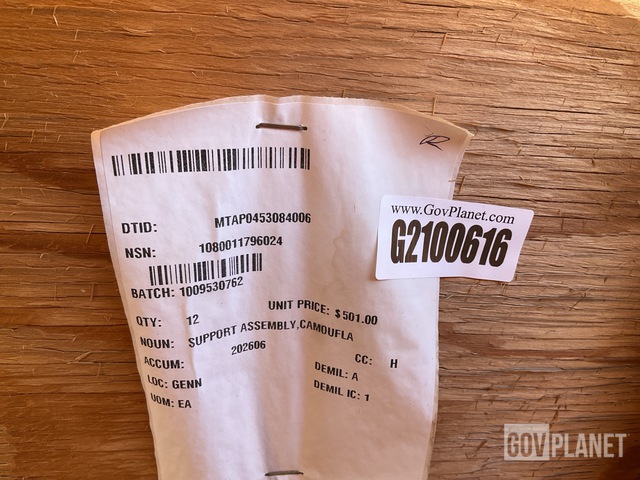 DTID: MTAP0453084006
NSN: 1080011796024
BATCH: 1009530762
QTY: 12 UNIT PRICE: $501.00
NOUN: SUPPORT ASSEMBLY,CAMOUFLA
ACCUM: 202606 CC: H
LOC: GENN DEMIL: A
UOM: EA DEMIL IC: 1
www.GovPlanet.com
G2100616
GOVPLANET